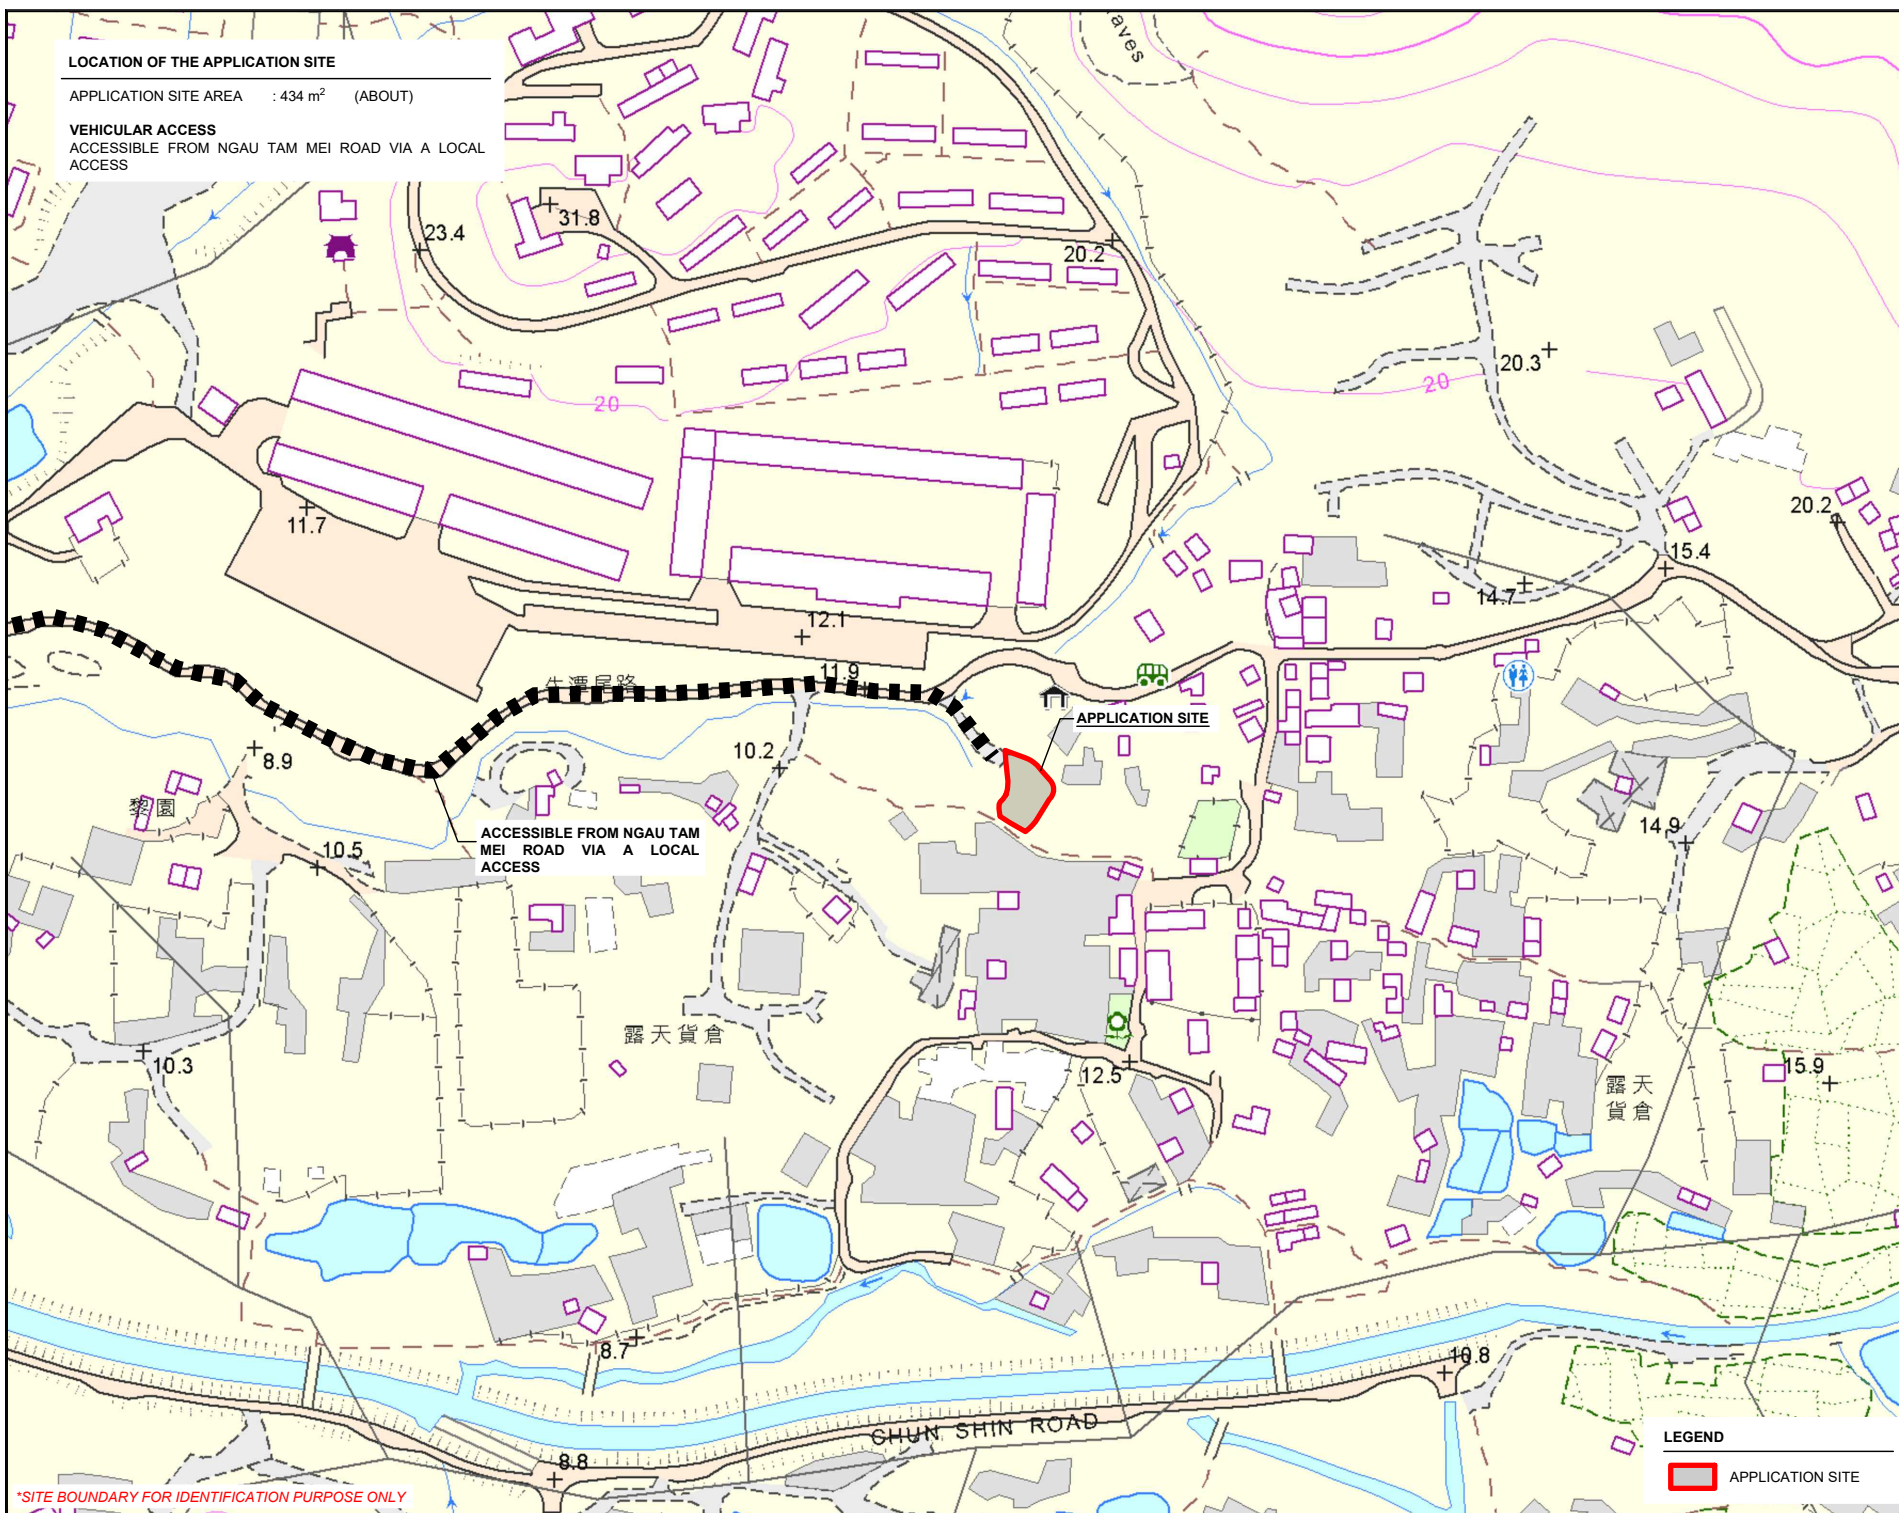 LOCATION OF THE APPLICATION SITE
APPLICATION SITE AREA : 434 m² (ABOUT)
VEHICULAR ACCESS
ACCESSIBLE FROM NGAU TAM MEI ROAD VIA A LOCAL
ACCESS
aves
31.8
23.4
20.2
20.3
20
20
20.2
11.7
15.4
14.7
12.1
11.9
牛潭尾路
APPLICATION SITE
10.2
8.9
黎園
ACCESSIBLE FROM NGAU TAM
MEI ROAD VIA A LOCAL
ACCESS
14.9
10.5
露天貨倉
10.3
12.5
15.9
露天
貨倉
8.7
10.8
CHUN SHIN ROAD
8.8
LEGEND
APPLICATION SITE
*SITE BOUNDARY FOR IDENTIFICATION PURPOSE ONLY